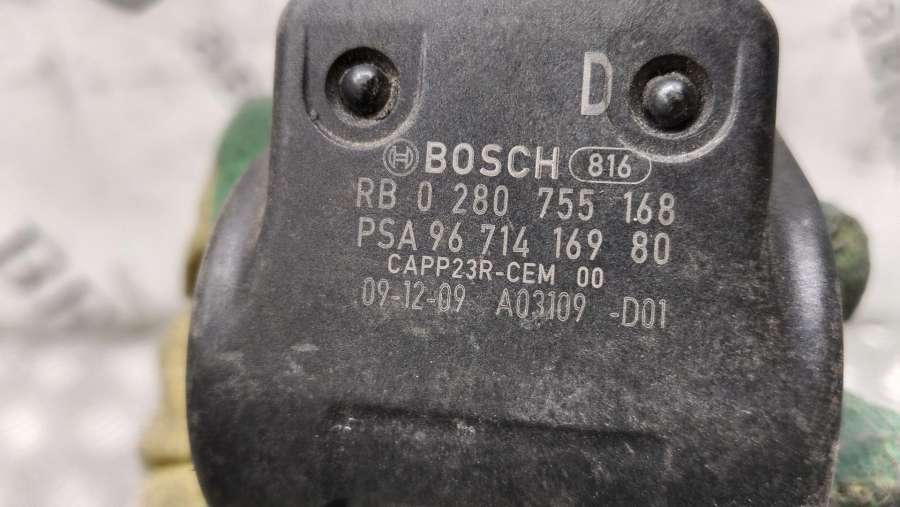 D
BOSCH 816
RB 0 280 755 168
PSA 96 714 169 80
CAPP23R-CEM 00
09-12-09 A03109 -D01